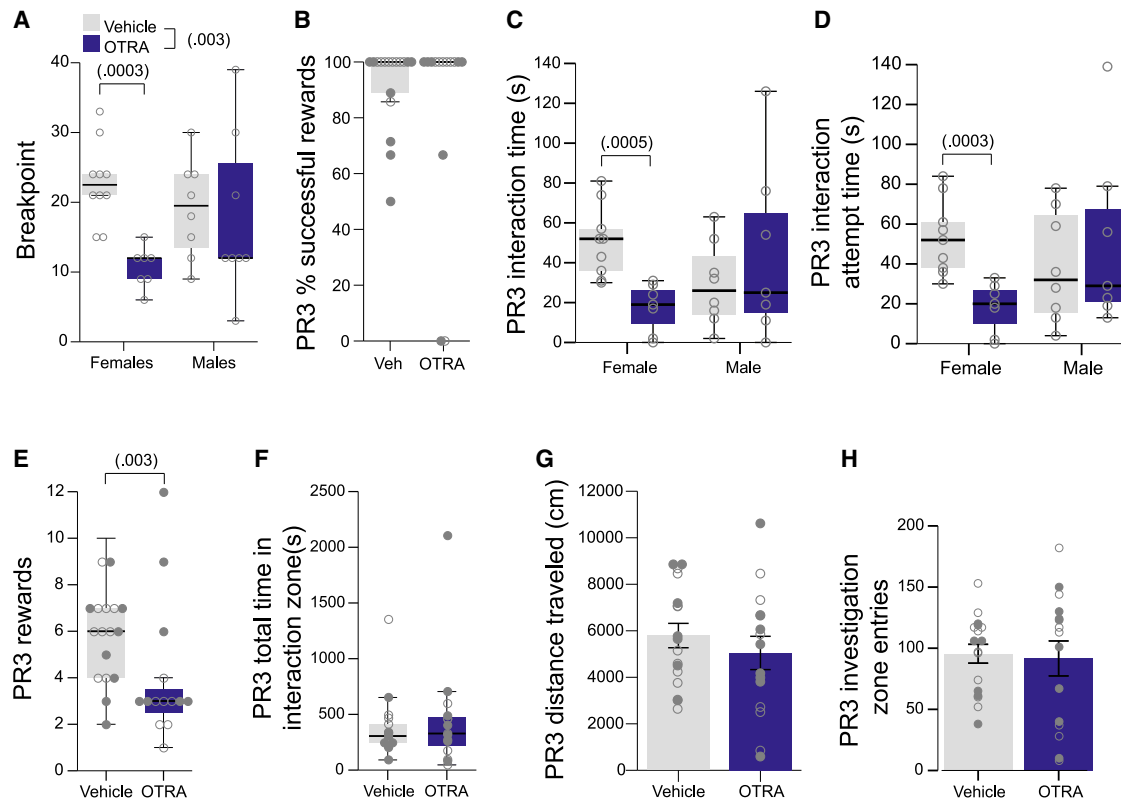 A
Vehicle
OTRA
(.003)
(.0003)
Breakpoint
40
30
20
10
0
Females
Males
B
PR3 % successful rewards
100
80
60
40
20
0
Veh
OTRA
C
PR3 interaction time (s)
140
120
100
80
60
40
20
0
(.0005)
Female
Male
D
PR3 interaction
attempt time (s)
140
120
100
80
60
40
20
0
(.0003)
Female
Male
E
(.003)
PR3 rewards
12
10
8
6
4
2
0
Vehicle
OTRA
F
PR3 total time in
interaction zone(s)
2500
2000
1500
1000
500
0
Vehicle
OTRA
G
PR3 distance traveled (cm)
12000
10000
8000
6000
4000
2000
0
Vehicle
OTRA
H
PR3 investigation
zone entries
200
150
100
50
0
Vehicle
OTRA